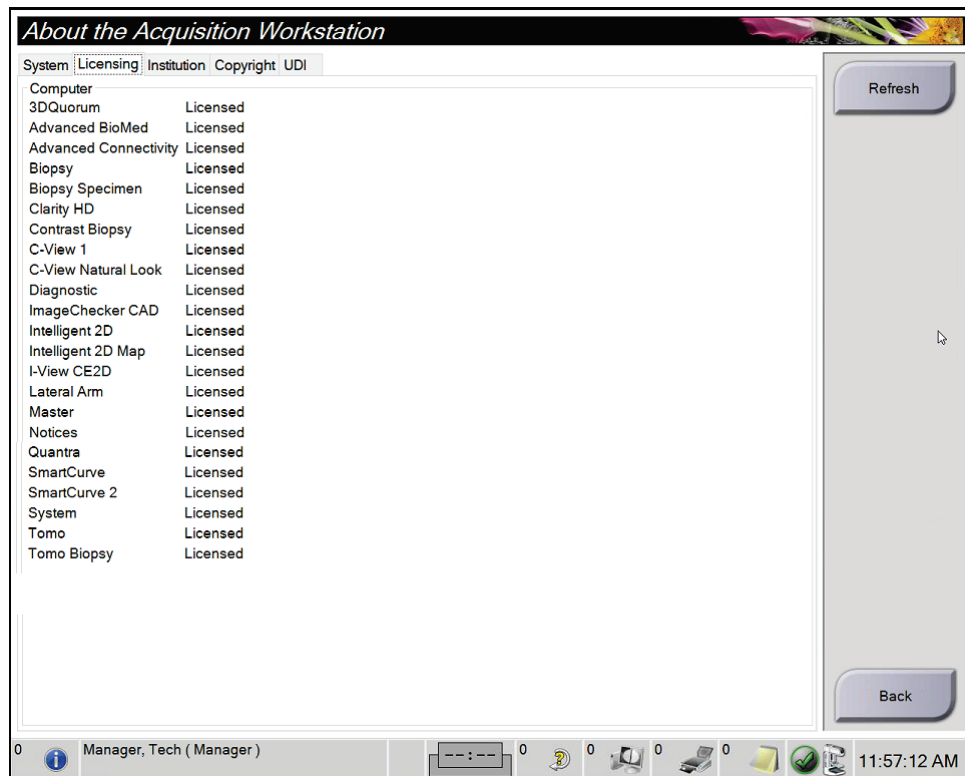 About the Acquisition Workstation
System Licensing Institution Copyright UDI
Refresh
Computer
3DQuorum Licensed
Advanced BioMed Licensed
Advanced Connectivity Licensed
Biopsy Licensed
Biopsy Specimen Licensed
Clarity HD Licensed
Contrast Biopsy Licensed
C-View 1 Licensed
C-View Natural Look Licensed
Diagnostic Licensed
ImageChecker CAD Licensed
Intelligent 2D Licensed
Intelligent 2D Map Licensed
I-View CE2D Licensed
Lateral Arm Licensed
Master Licensed
Notices Licensed
Quantra Licensed
SmartCurve Licensed
SmartCurve 2 Licensed
System Licensed
Tomo Licensed
Tomo Biopsy Licensed
Back
0 Manager, Tech ( Manager ) --:-- 0 0 0 0 11:57:12 AM